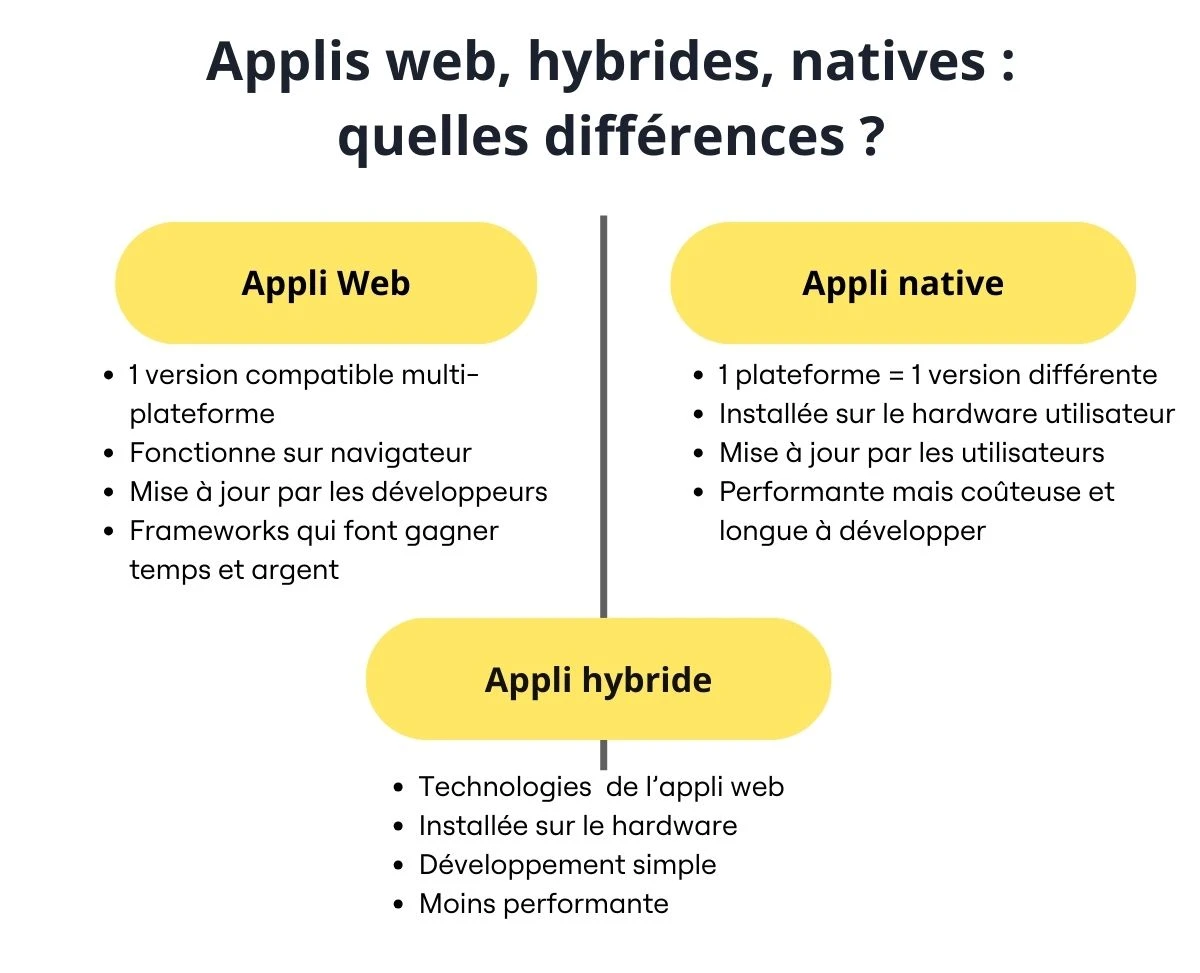 Applis web, hybrides, natives :
quelles différences ?
Appli Web
• 1 version compatible multi-
plateforme
• Fonctionne sur navigateur
• Mise à jour par les développeurs
• Frameworks qui font gagner
temps et argent
Appli native
• 1 plateforme = 1 version différente
• Installée sur le hardware utilisateur
• Mise à jour par les utilisateurs
• Performante mais coûteuse et
longue à développer
Appli hybride
• Technologies  de l’appli web
• Installée sur le hardware
• Développement simple
• Moins performante